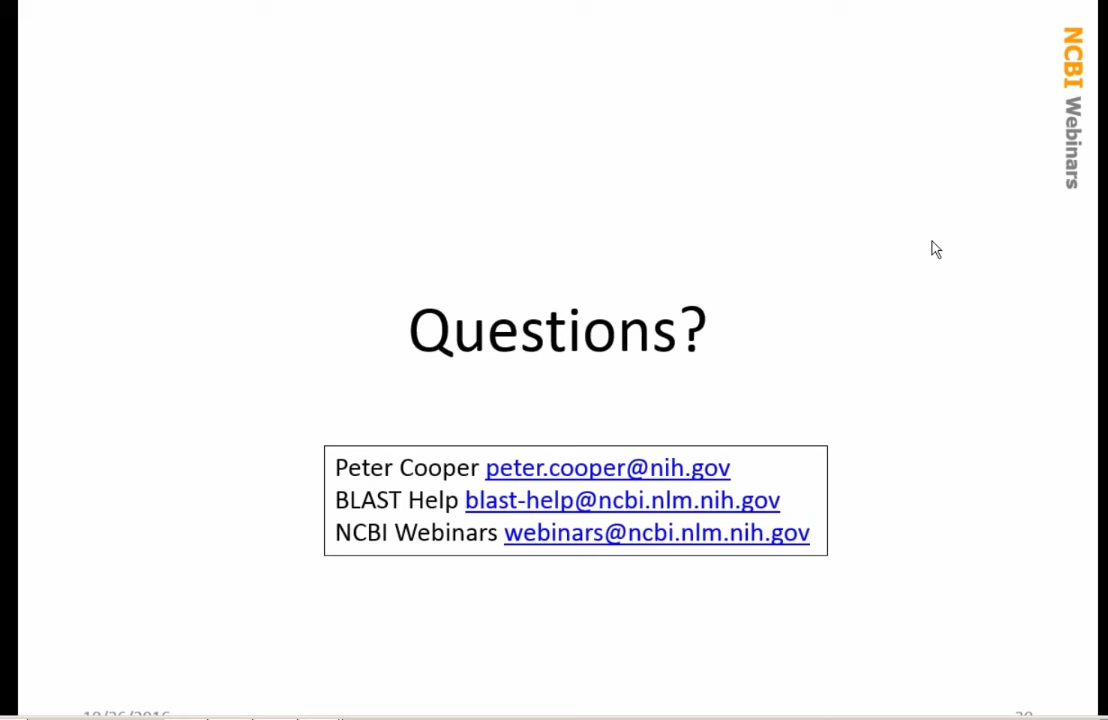 NCBI Webinars
Questions?
Peter Cooper peter.cooper@nih.gov
BLAST Help blast-help@ncbi.nlm.nih.gov
NCBI Webinars webinars@ncbi.nlm.nih.gov